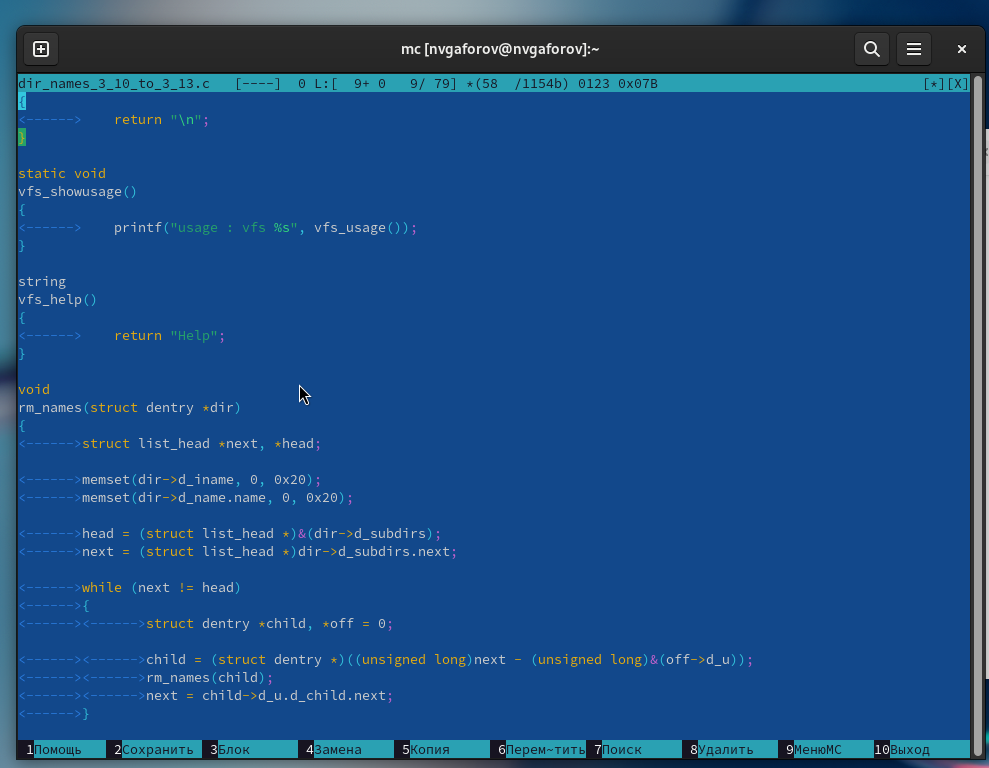 mc [nvgaforov@nvgaforov]:~
dir_names_3_10_to_3_13.c   [----]  0 L:[  9+ 0   9/ 79] *(58  /1154b) 0123 0x07B   [*][X]
{
<------>    return "\n";
}

static void
vfs_showusage()
{
<------>    printf("usage : vfs %s", vfs_usage());
}

string
vfs_help()
{
<------>    return "Help";
}

void
rm_names(struct dentry *dir)
{
<------>struct list_head *next, *head;

<------>memset(dir->d_iname, 0, 0x20);
<------>memset(dir->d_name.name, 0, 0x20);

<------>head = (struct list_head *)&(dir->d_subdirs);
<------>next = (struct list_head *)dir->d_subdirs.next;

<------>while (next != head)
<------>{
<------><------>struct dentry *child, *off = 0;

<------><------>child = (struct dentry *)((unsigned long)next - (unsigned long)&(off->d_u));
<------><------>rm_names(child);
<------><------>next = child->d_u.d_child.next;
<------>}
1Помощь 2Сохранить 3Блок 4Замена 5Копия 6Перем~тить 7Поиск 8Удалить 9МенюМС 10Выход